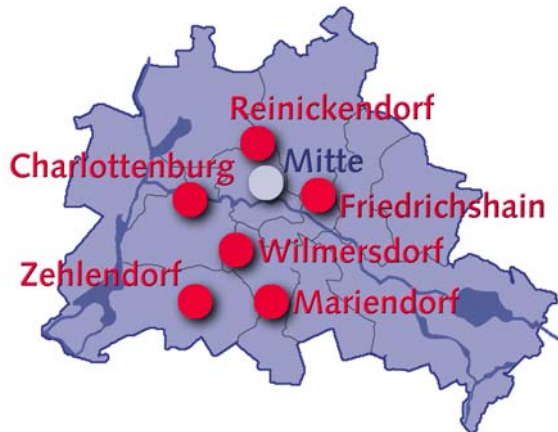 Reinickendorf
Mitte
Charlottenburg
Friedrichshain
Wilmersdorf
Zehlendorf
Mariendorf